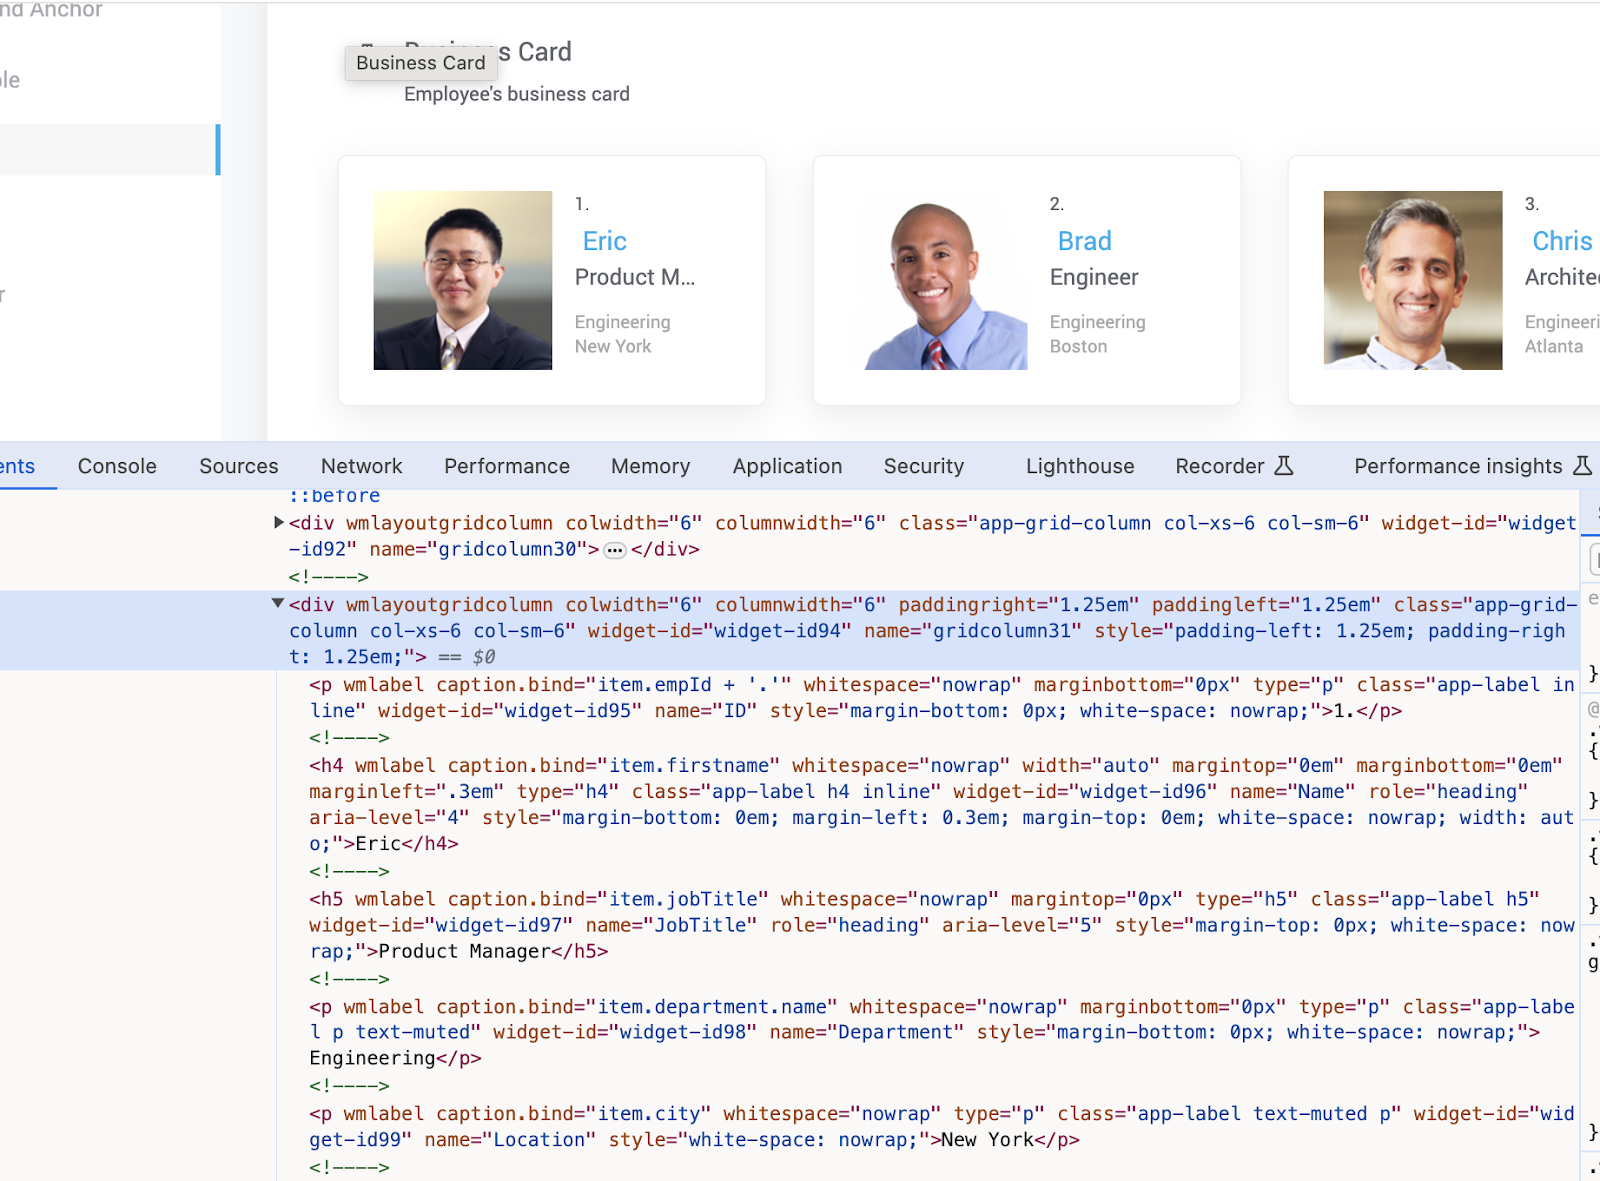 nd Anchor
s Card
Business Card
Employee's business card
1.
Eric
Product M...
Engineering
New York
2.
Brad
Engineer
Engineering
Boston
3.
Chris
Atlanta
Console Sources Network Performance Memory Application Security Lighthouse Recorder Performance insights
::before
<div wmlayoutgridcolumn colwidth="6" columnwidth="6" class="app-grid-column col-xs-6 col-sm-6" widget-id="widget
-id92" name="gridcolumn30">…</div>
<!---->
<div wmlayoutgridcolumn colwidth="6" columnwidth="6" paddingright="1.25em" paddingleft="1.25em" class="app-grid-
column col-xs-6 col-sm-6" widget-id="widget-id94" name="gridcolumn31" style="padding-left: 1.25em; padding-righ
t: 1.25em;"> == $0
<p wmlabel caption.bind="item.empId + '.'" whitespace="nowrap" marginbottom="0px" type="p" class="app-label in
line" widget-id="widget-id95" name="ID" style="margin-bottom: 0px; white-space: nowrap;">1.</p>
<!---->
<h4 wmlabel caption.bind="item.firstname" whitespace="nowrap" width="auto" margintop="0em" marginbottom="0em"
marginleft=".3em" type="h4" class="app-label h4 inline" widget-id="widget-id96" name="Name" role="heading"
aria-level="4" style="margin-bottom: 0em; margin-left: 0.3em; margin-top: 0em; white-space: nowrap; width: aut
o;">Eric</h4>
<!---->
<h5 wmlabel caption.bind="item.jobTitle" whitespace="nowrap" margintop="0px" type="h5" class="app-label h5"
widget-id="widget-id97" name="JobTitle" role="heading" aria-level="5" style="margin-top: 0px; white-space: now
rap;">Product Manager</h5>
<!---->
<p wmlabel caption.bind="item.department.name" whitespace="nowrap" marginbottom="0px" type="p" class="app-labe
l p text-muted" widget-id="widget-id98" name="Department" style="margin-bottom: 0px; white-space: nowrap;">
Engineering</p>
<!---->
<p wmlabel caption.bind="item.city" whitespace="nowrap" type="p" class="app-label text-muted p" widget-id="wid
get-id99" name="Location" style="white-space: nowrap;">New York</p>
<!---->